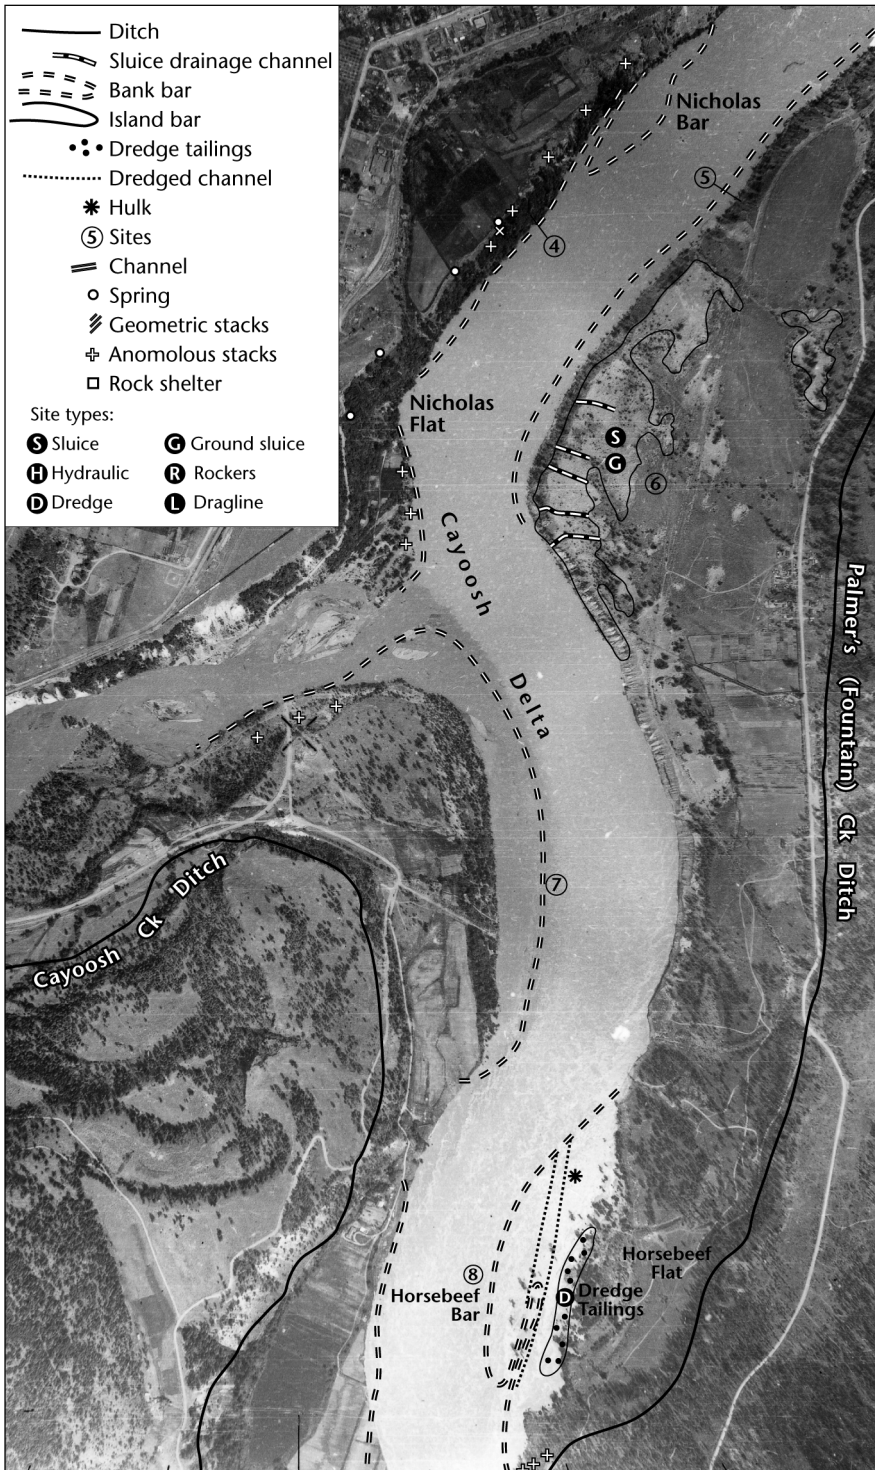 Ditch
Sluice drainage channel
Bank bar
Island bar
Dredge tailings
Dredged channel
Hulk
5 Sites
Channel
Spring
Geometric stacks
Anomolous stacks
Rock shelter
Site types:
S Sluice
G Ground sluice
H Hydraulic
R Rockers
D Dredge
L Dragline
Nicholas
Bar
5
4
Nicholas
Flat
S
G
6
Cayoosh
Delta
Palmer's (Fountain) Ck Ditch
7
Cayoosh Ck Ditch
8
Horsebeef
Bar
Horsebeef
Flat
D
Dredge
Tailings